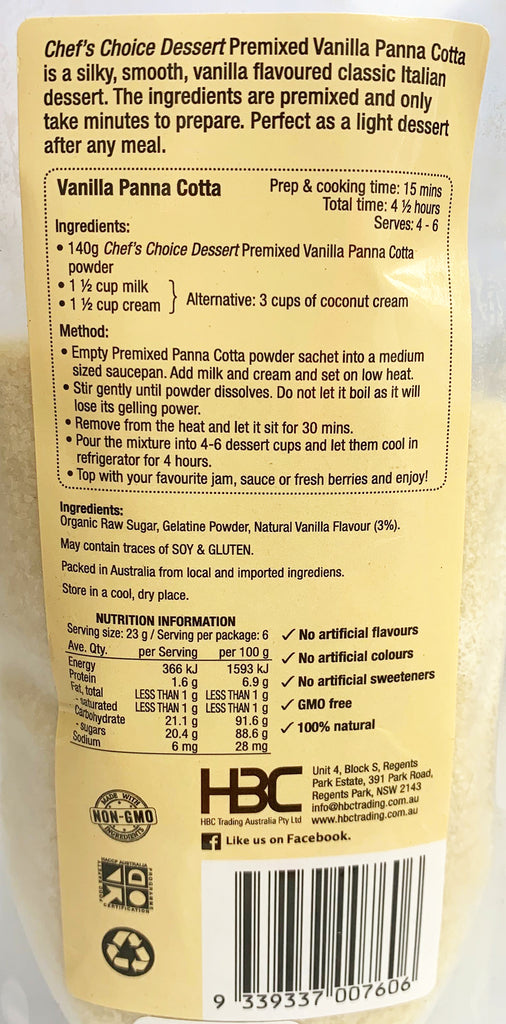 Chef's Choice Dessert Premixed Vanilla Panna Cotta
is a silky, smooth, vanilla flavoured classic Italian
dessert. The ingredients are premixed and only
take minutes to prepare. Perfect as a light dessert
after any meal.
Vanilla Panna Cotta
Prep & cooking time: 15 mins
Total time: 4 ½ hours
Serves: 4 - 6
Ingredients:
• 140g Chef's Choice Dessert Premixed Vanilla Panna Cotta
powder
• 1 ½ cup milk
• 1 ½ cup cream
} Alternative: 3 cups of coconut cream
Method:
• Empty Premixed Panna Cotta powder sachet into a medium
sized saucepan. Add milk and cream and set on low heat.
• Stir gently until powder dissolves. Do not let it boil as it will
lose its gelling power.
• Remove from the heat and let it sit for 30 mins.
• Pour the mixture into 4-6 dessert cups and let them cool in
refrigerator for 4 hours.
• Top with your favourite jam, sauce or fresh berries and enjoy!
Ingredients:
Organic Raw Sugar, Gelatine Powder, Natural Vanilla Flavour (3%).
May contain traces of SOY & GLUTEN.
Packed in Australia from local and imported ingrediens.
Store in a cool, dry place.
NUTRITION INFORMATION
Serving size: 23 g / Serving per package: 6
Ave. Qty. per Serving per 100 g
Energy 366 kJ 1593 kJ
Protein 1.6 g 6.9 g
Fat, total LESS THAN 1 g LESS THAN 1 g
- saturated LESS THAN 1 g LESS THAN 1 g
Carbohydrate 21.1 g 91.6 g
- sugars 20.4 g 88.6 g
Sodium 6 mg 28 mg
✓ No artificial flavours
✓ No artificial colours
✓ No artificial sweeteners
✓ GMO free
✓ 100% natural
HBC
HBC Trading Australia Pty Ltd
Unit 4, Block S, Regents
Park Estate, 391 Park Road,
Regents Park, NSW 2143
info@hbctrading.com.au
www.hbctrading.com.au
f Like us on Facebook.
MADE WITH
NON-GMO
INGREDIENTS
HACCP AUSTRALIA
FOOD SAFETY
PROGRAMMES
CERTIFICATION
9 339337 007606